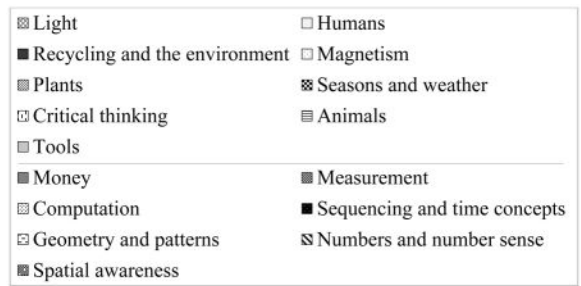 Light Humans
Recycling and the environment Magnetism
Plants Seasons and weather
Critical thinking Animals
Tools
Money Measurement
Computation Sequencing and time concepts
Geometry and patterns Numbers and number sense
Spatial awareness